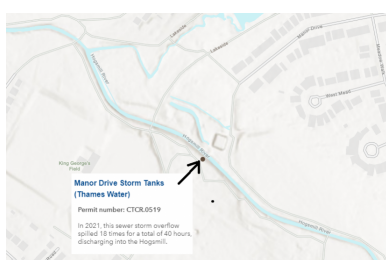 Lakeside
Lakeside
Manor Drive
Hogsmill River
Hogsmill River
King George's
Field
Manor Drive Storm Tanks
(Thames Water)
Permit number: CTCR.0519
In 2021, this sewer storm overflow
spilled 18 times for a total of 40 hours,
discharging into the Hogsmill.
Hogsmill River